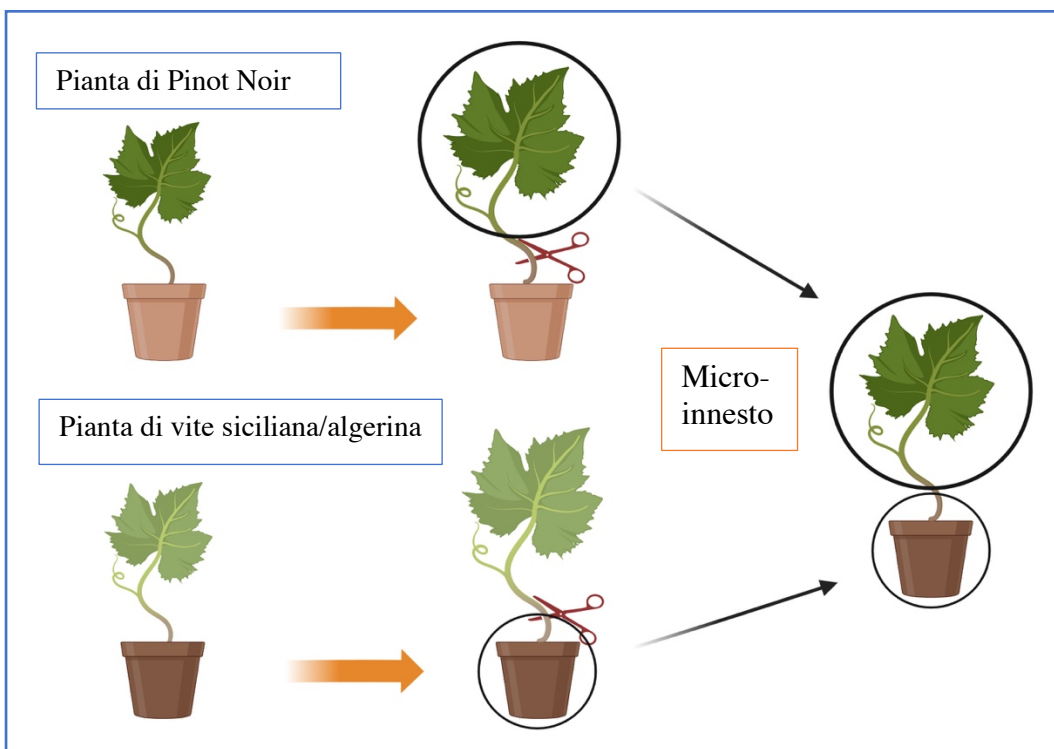 Pianta di Pinot Noir
Pianta di vite siciliana/algerina
Micro-
innesto